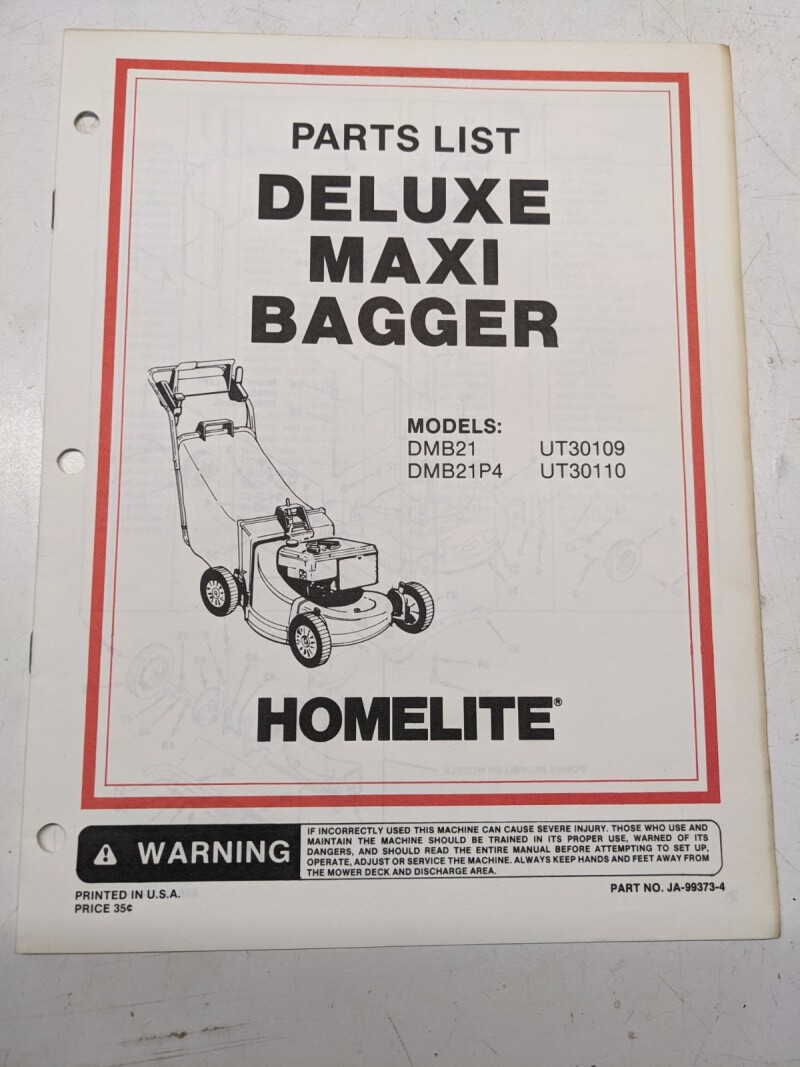 PARTS LIST
DELUXE
MAXI
BAGGER
MODELS:
DMB21 UT30109
DMB21P4 UT30110
HOMELITE®
WARNING
IF INCORRECTLY USED THIS MACHINE CAN CAUSE SEVERE INJURY. THOSE WHO USE AND
MAINTAIN THE MACHINE SHOULD BE TRAINED IN ITS PROPER USE, WARNED OF ITS
DANGERS, AND SHOULD READ THE ENTIRE MANUAL BEFORE ATTEMPTING TO SET UP,
OPERATE, ADJUST OR SERVICE THE MACHINE. ALWAYS KEEP HANDS AND FEET AWAY FROM
THE MOWER DECK AND DISCHARGE AREA.
PRINTED IN U.S.A.
PRICE 35¢
PART NO. JA-99373-4